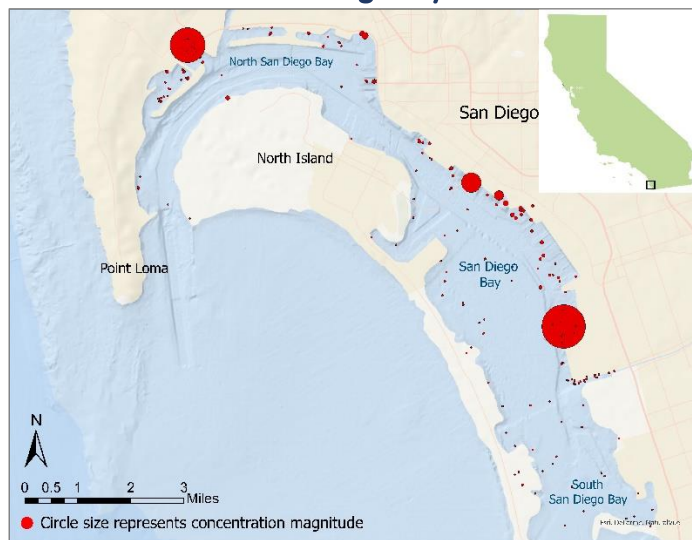 North San Diego Bay
San Diego
North Island
Point Loma
San Diego
Bay
N
0 0.5 1 2 3
Miles
South
San Diego Bay
Circle size represents concentration magnitude